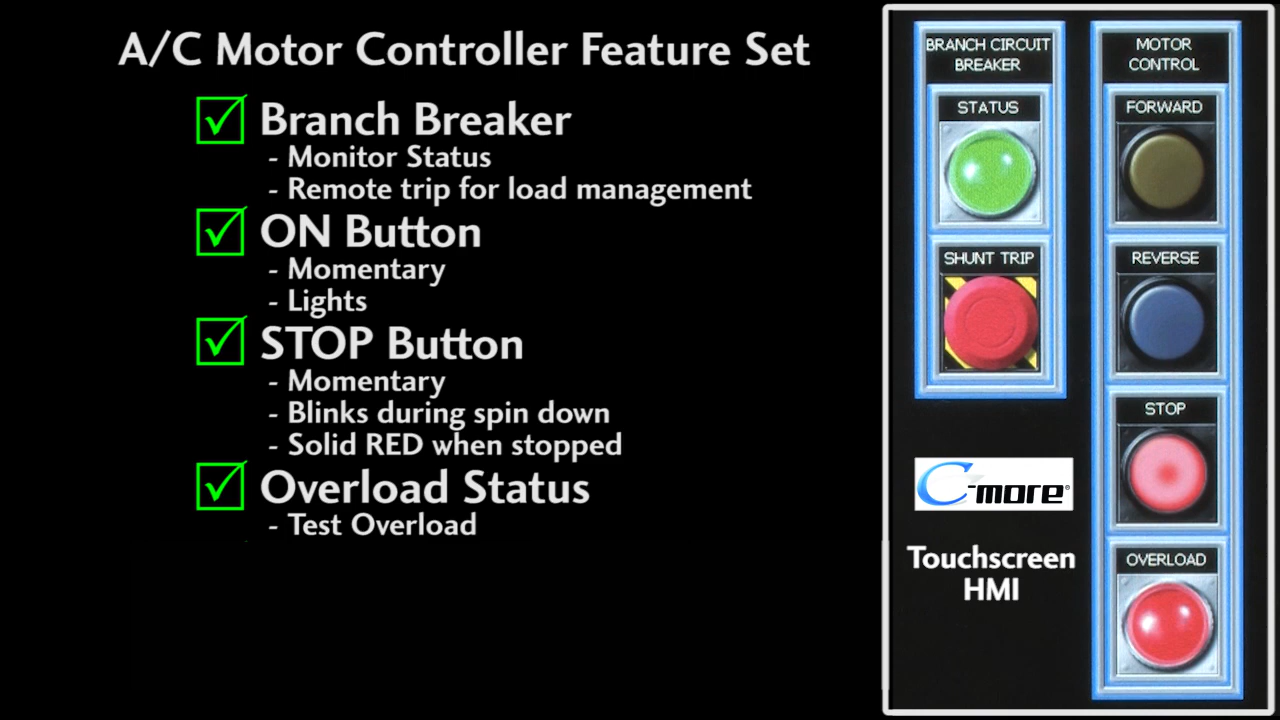 A/C Motor Controller Feature Set
Branch Breaker
- Monitor Status
- Remote trip for load management
ON Button
- Momentary
- Lights
STOP Button
- Momentary
- Blinks during spin down
- Solid RED when stopped
Overload Status
- Test Overload
BRANCH CIRCUIT
BREAKER
STATUS
SHUNT TRIP
C-more®
Touchscreen
HMI
MOTOR
CONTROL
FORWARD
REVERSE
STOP
OVERLOAD